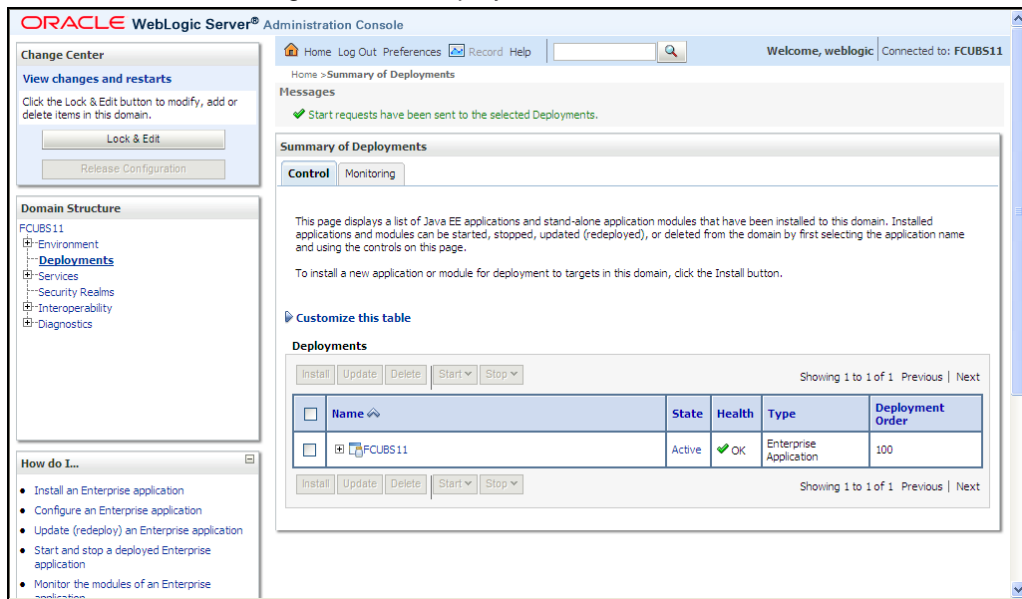 ORACLE WebLogic Server® Administration Console
Change Center
View changes and restarts
Click the Lock & Edit button to modify, add or
delete items in this domain.
Lock & Edit
Release Configuration
Domain Structure
FCUBS11
Environment
Deployments
Services
Security Realms
Interoperability
Diagnostics
How do I...
Install an Enterprise application
Configure an Enterprise application
Update (redeploy) an Enterprise application
Start and stop a deployed Enterprise
application
Monitor the modules of an Enterprise
application
Home Log Out Preferences Record Help
Welcome, weblogic Connected to: FCUBS11
Home >Summary of Deployments
Messages
Start requests have been sent to the selected Deployments.
Summary of Deployments
Control Monitoring
This page displays a list of Java EE applications and stand-alone application modules that have been installed to this domain. Installed
applications and modules can be started, stopped, updated (redeployed), or deleted from the domain by first selecting the application name
and using the controls on this page.
To install a new application or module for deployment to targets in this domain, click the Install button.
Customize this table
Deployments
Install Update Delete Start Stop Showing 1 to 1 of 1 Previous | Next
Name State Health Type Deployment
Order
FCUBS11 Active OK Enterprise
Application 100
Install Update Delete Start Stop Showing 1 to 1 of 1 Previous | Next